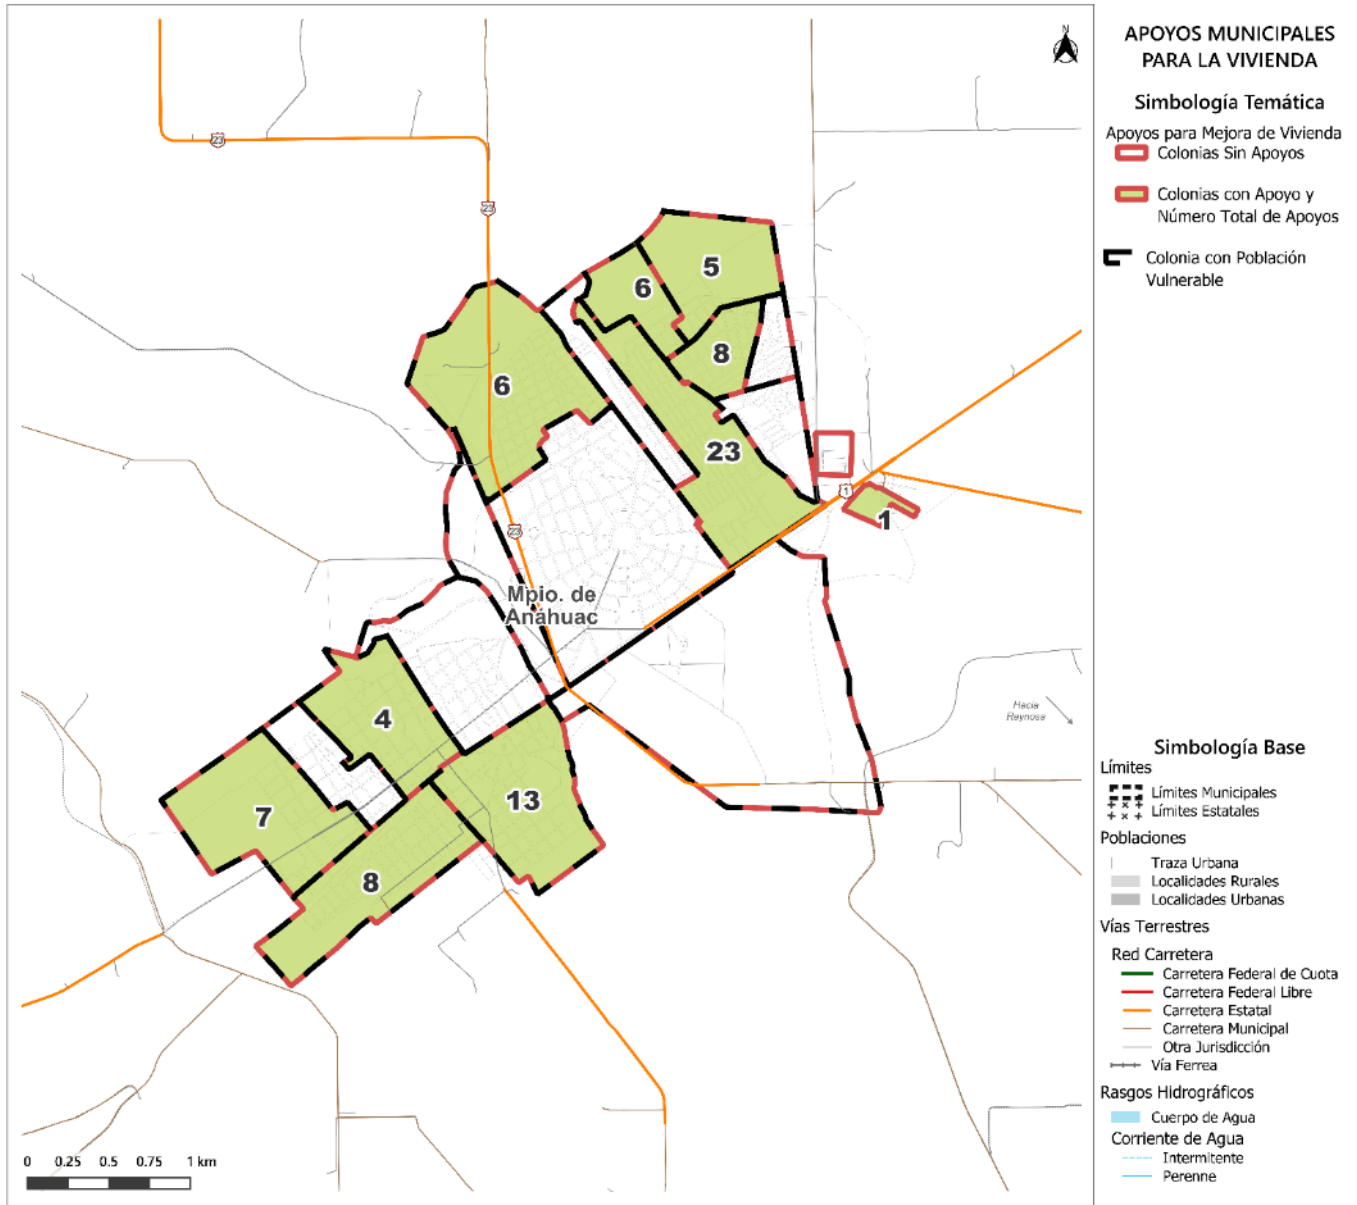 N
23
23
5
6
8
6
23
1
1
23
Mpio. de
Anáhuac
4
Hacia
Reynosa
13
7
8
0 0.25 0.5 0.75 1 km
APOYOS MUNICIPALES
PARA LA VIVIENDA
Simbología Temática
Apoyos para Mejora de Vivienda
Colonias Sin Apoyos
Colonias con Apoyo y
Número Total de Apoyos
Colonia con Población
Vulnerable
Simbología Base
Límites
Límites Municipales
Límites Estatales
Poblaciones
Traza Urbana
Localidades Rurales
Localidades Urbanas
Vías Terrestres
Red Carretera
Carretera Federal de Cuota
Carretera Federal Libre
Carretera Estatal
Carretera Municipal
Otra Jurisdicción
Vía Ferrea
Rasgos Hidrográficos
Cuerpo de Agua
Corriente de Agua
Intermitente
Perenne